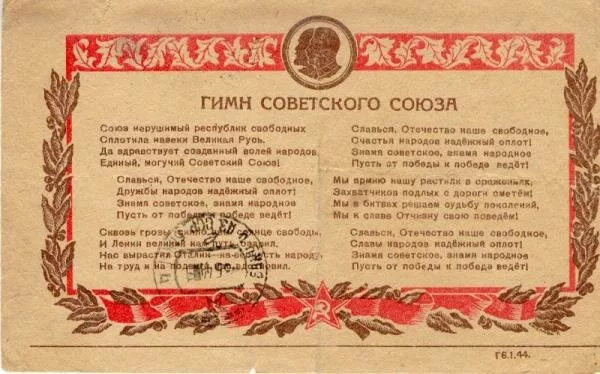 ГИМН СОВЕТСКОГО СОЮЗА
Союз нерушимый республик свободных
Сплотила навеки Великая Русь.
Да здравствует созданный волей народов
Единый, могучий Советский Союз!
Славься, Отечество наше свободное,
Дружбы народов надёжный оплот!
Знамя советское, знамя народное
Пусть от победы к победе ведёт!
Сквозь грозы сияло нам солнце свободы,
И Ленин великий нам путь озарил.
Нас вырастил Сталин — на верность народу,
На труд и на подвиги нас вдохновил.
Славься, Отечество наше свободное,
Счастья народов надёжный оплот!
Знамя советское, знамя народное
Пусть от победы к победе ведёт!
Мы армию нашу растили в сраженьях,
Захватчиков подлых с дороги сметём!
Мы в битвах решаем судьбу поколений,
Мы к славе Отчизну свою поведём!
Славься, Отечество наше свободное,
Славы народов надёжный оплот!
Знамя советское, знамя народное
Пусть от победы к победе ведёт!
Г6.1.44.